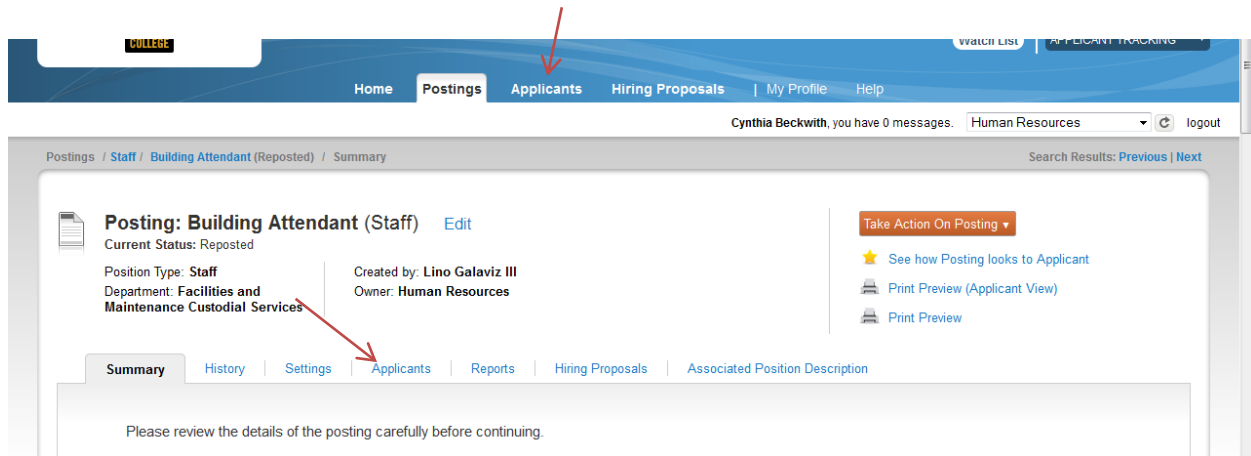 COLLEGE
Watch List
APPLICANT TRACKING
Home Postings Applicants Hiring Proposals | My Profile Help
Cynthia Beckwith, you have 0 messages. Human Resources logout
Postings / Staff / Building Attendant (Reposted) / Summary Search Results: Previous | Next
Posting: Building Attendant (Staff) Edit
Current Status: Reposted
Position Type: Staff
Department: Facilities and
Maintenance Custodial Services
Created by: Lino Galaviz III
Owner: Human Resources
Take Action On Posting
See how Posting looks to Applicant
Print Preview (Applicant View)
Print Preview
Summary History Settings Applicants Reports Hiring Proposals Associated Position Description
Please review the details of the posting carefully before continuing.